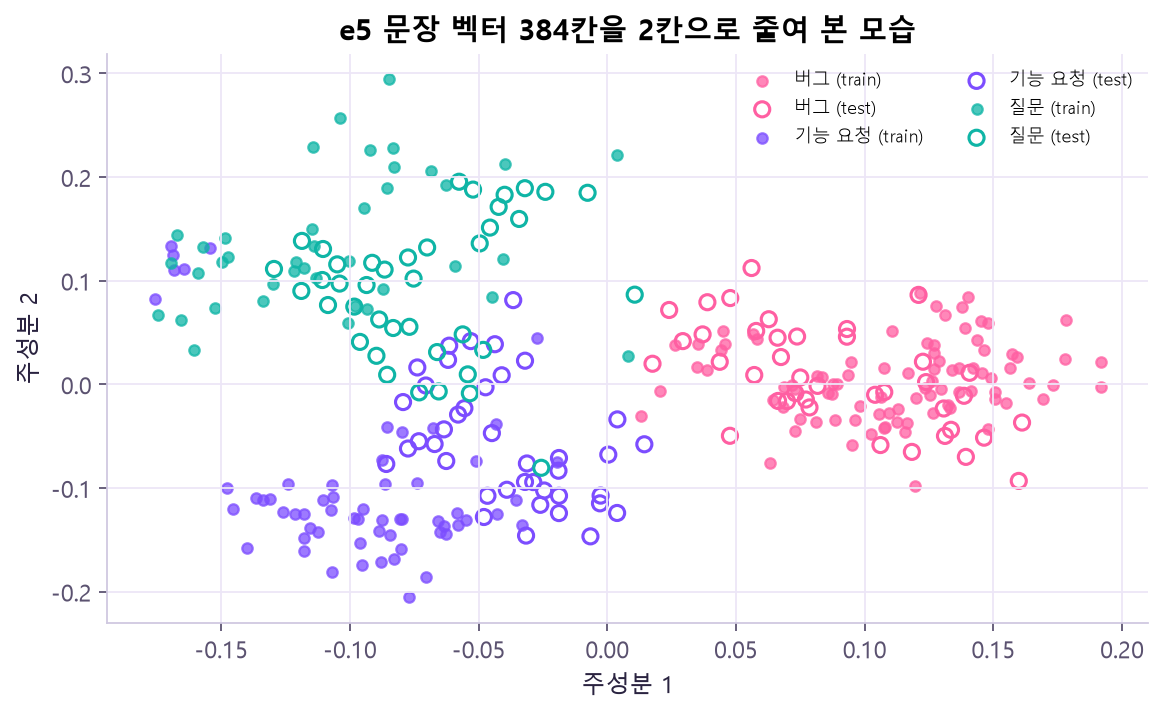 e5 문장 벡터 384칸을 2칸으로 줄여 본 모습
버그 (train)
버그 (test)
기능 요청 (train)
기능 요청 (test)
질문 (train)
질문 (test)
주성분 2
0.3
0.2
0.1
0.0
-0.1
-0.2
-0.15
-0.10
-0.05
0.00
0.05
0.10
0.15
0.20
주성분 1